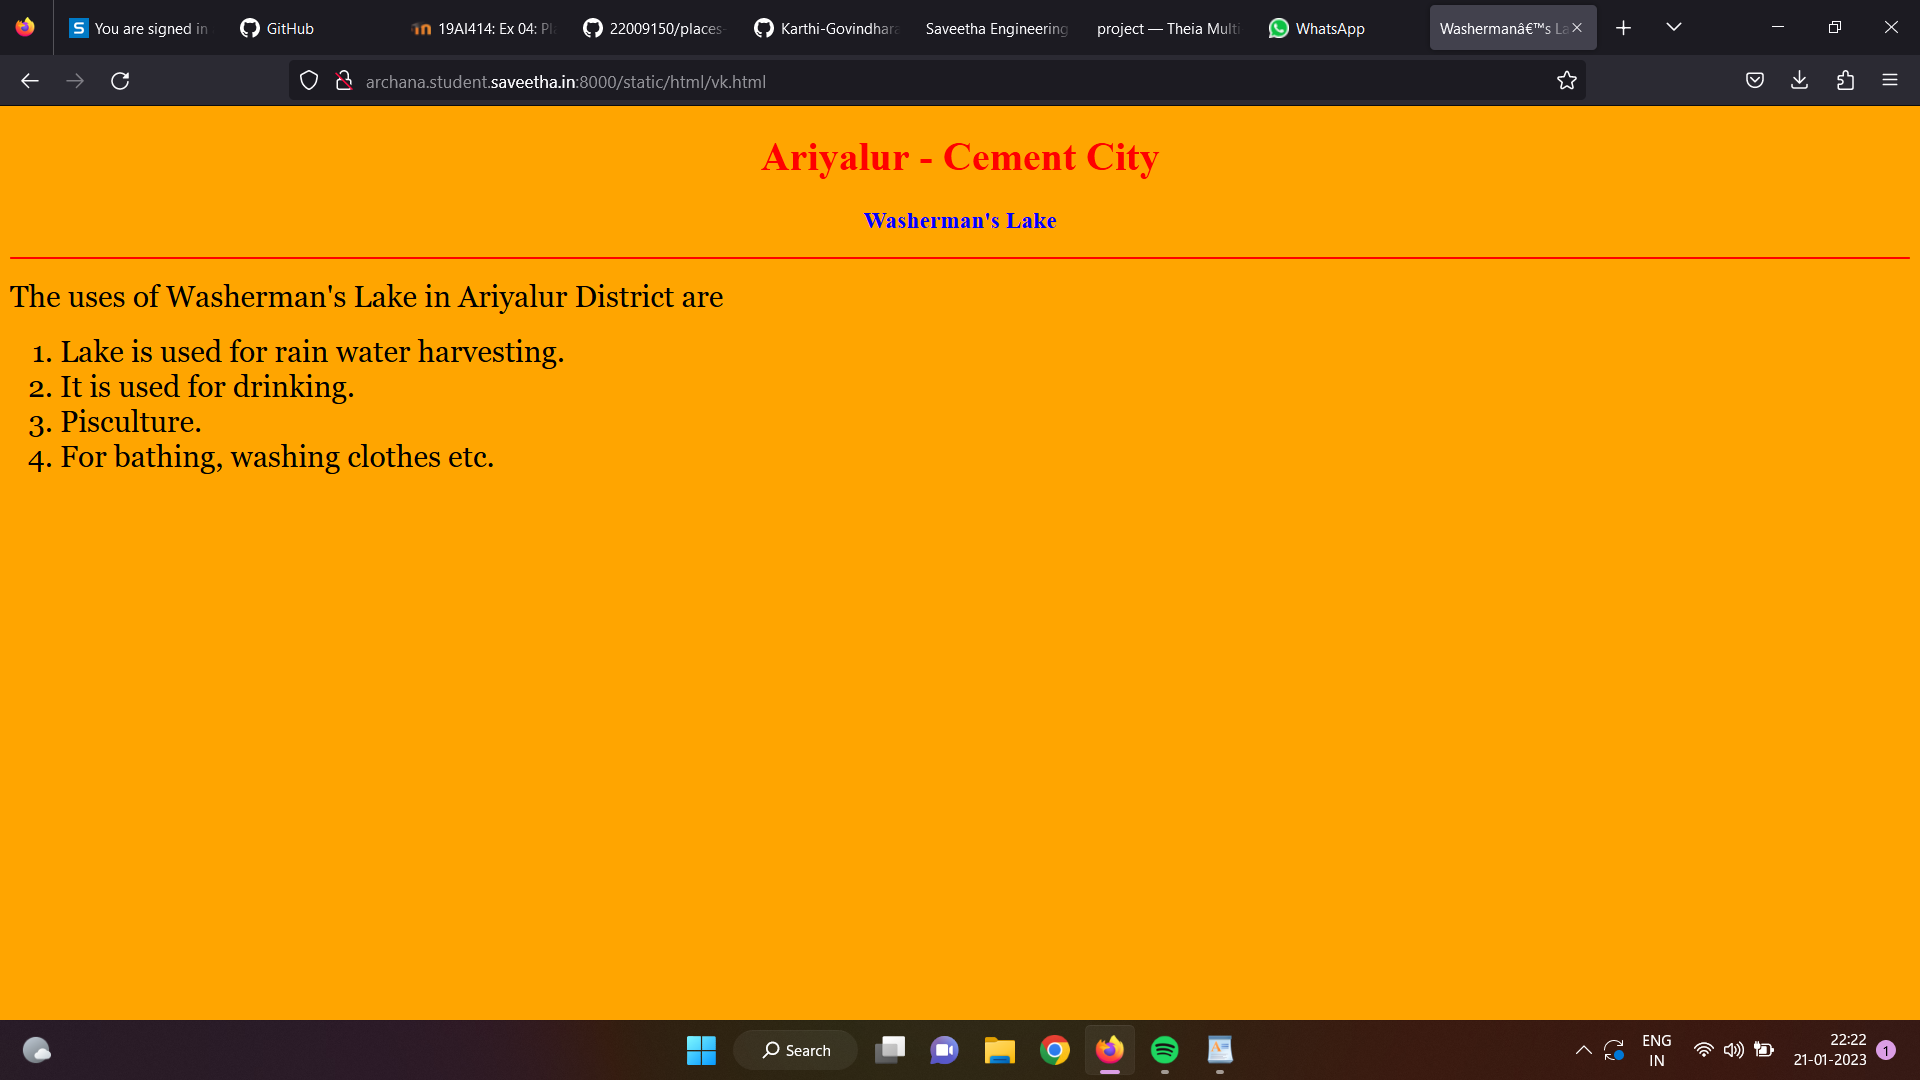 You are signed in
GitHub
19AI414: Ex 04: Pl
22009150/places-
Karthi-Govindhara
Saveetha Engineering
project — Theia Multi
WhatsApp
Washermanâ€™s La
archana.student.saveetha.in:8000/static/html/vk.html
Ariyalur - Cement City
Washerman's Lake
The uses of Washerman's Lake in Ariyalur District are
1. Lake is used for rain water harvesting.
2. It is used for drinking.
3. Pisculture.
4. For bathing, washing clothes etc.
Search
ENG
IN
22:22
21-01-2023
1